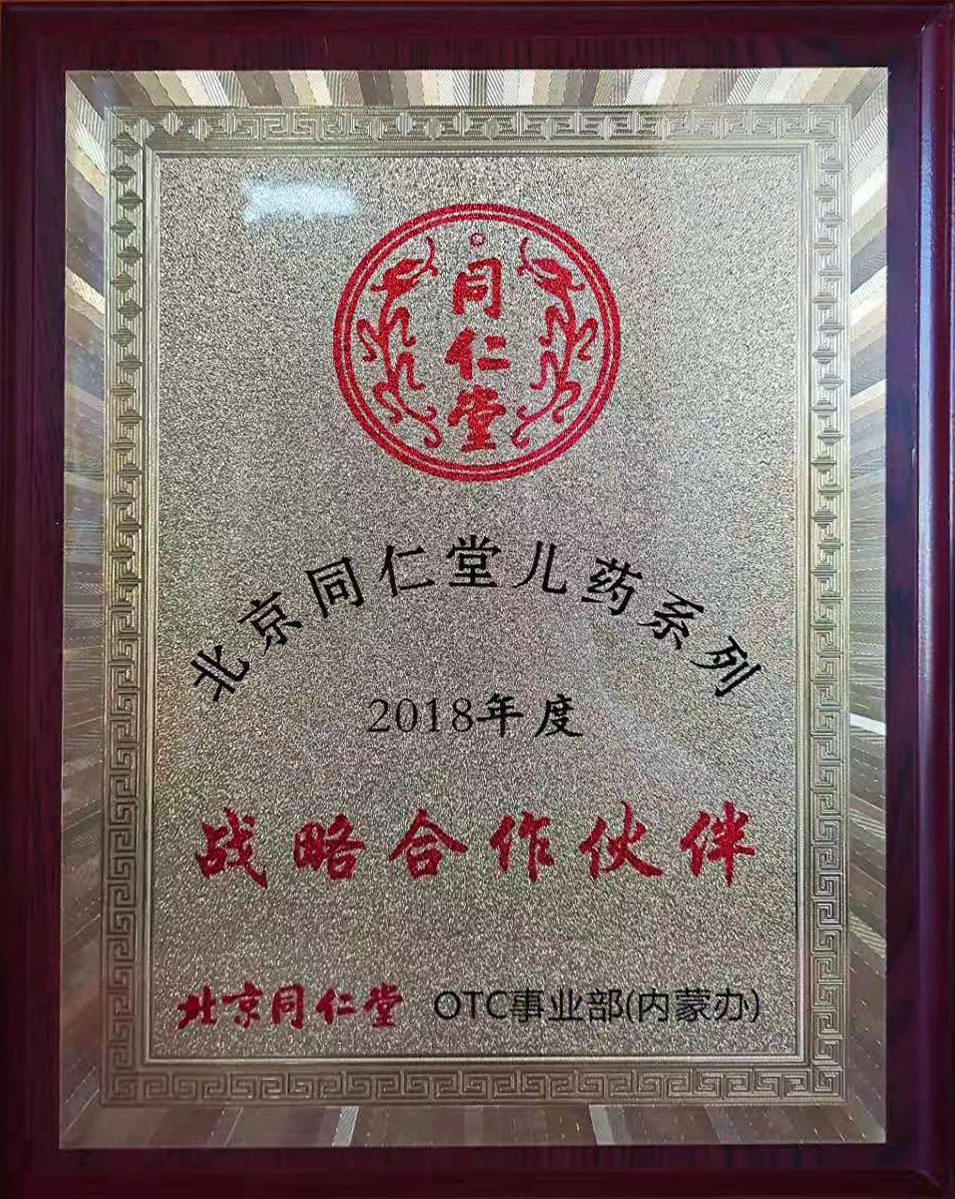 同仁堂
北京同仁堂儿药系列
2018年度
战略合作伙伴
北京同仁堂 OTC事业部(内蒙办)